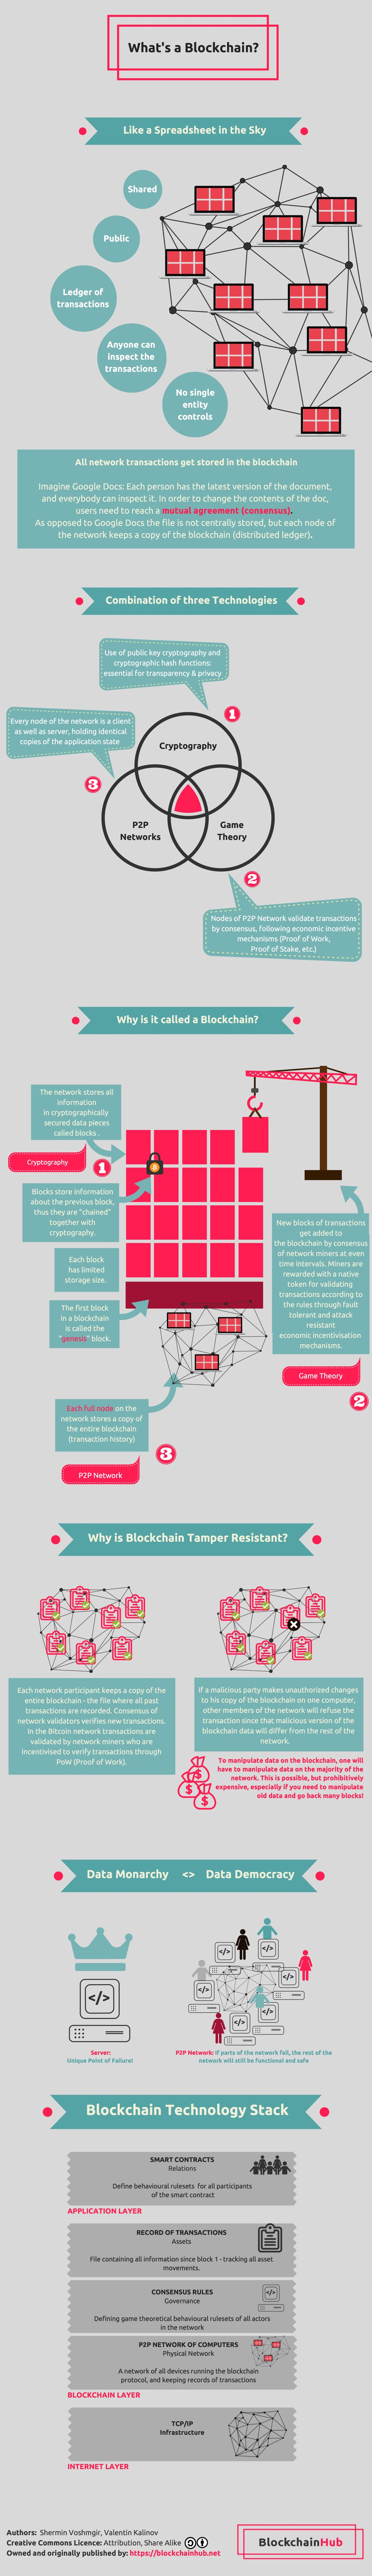 What's a Blockchain?
Like a Spreadsheet in the Sky
Shared
Public
Ledger of
transactions
Anyone can
inspect the
transactions
No single
entity
controls
All network transactions get stored in the blockchain
Imagine Google Docs: Each person has the latest version of the document,
and everybody can inspect it. In order to change the contents of the doc,
users need to reach a mutual agreement (consensus).
As opposed to Google Docs the file is not centrally stored, but each node of
the network keeps a copy of the blockchain (distributed ledger).
Combination of three Technologies
Use of public key cryptography and
cryptographic hash functions:
essential for transparency & privacy
1
Every node of the network is a client
as well as server, holding identical
copies of the application state
3
Cryptography
P2P
Networks
Game
Theory
2
Nodes of P2P Network validate transactions
by consensus, following economic incentive
mechanisms (Proof of Work,
Proof of Stake, etc.)
Why is it called a Blockchain?
The network stores all
information
in cryptographically
secured data pieces
called blocks .
Cryptography
1
Blocks store information
about the previous block,
thus they are "chained"
together with
cryptography.
Each block
has limited
storage size.
The first block
in a blockchain
is called the
"genesis" block.
New blocks of transactions
get added to
the blockchain by consensus
of network miners at even
time intervals. Miners are
rewarded with a native
token for validating
transactions according to
the rules through fault
tolerant and attack
resistant
economic incentivisation
mechanisms.
Game Theory
2
Each full node on the
network stores a copy of
the entire blockchain
(transaction history)
3
P2P Network
Why is Blockchain Tamper Resistant?
Each network participant keeps a copy of the
entire blockchain - the file where all past
transactions are recorded. Consensus of
network validators verifies new transactions.
In the Bitcoin network transactions are
validated by network miners who are
incentivised to verify transactions through
PoW (Proof of Work).
If a malicious party makes unauthorized changes
to his copy of the blockchain on one computer,
other members of the network will refuse the
transaction since that malicious version of the
blockchain data will differ from the rest of the
network.
$
$
$
To manipulate data on the blockchain, one will
have to manipulate data on the majority of the
network. This is possible, but prohibitively
expensive, especially if you need to manipulate
old data and go back many blocks!
Data Monarchy <> Data Democracy
</>
</>
</>
</>
</>
</>
</>
Server:
Unique Point of Failure!
P2P Network: If parts of the network fail, the rest of the
network will still be functional and safe
Blockchain Technology Stack
SMART CONTRACTS
Relations
Define behavioural rulesets for all participants
of the smart contract
APPLICATION LAYER
RECORD OF TRANSACTIONS
Assets
File containing all information since block 1 - tracking all asset
movements.
CONSENSUS RULES
Governance
</>
Defining game theoretical behavioural rulesets of all actors
in the network
P2P NETWORK OF COMPUTERS
Physical Network
A network of all devices running the blockchain
protocol, and keeping records of transactions
BLOCKCHAIN LAYER
TCP/IP
Infrastructure
INTERNET LAYER
Authors: Shermin Voshmgir, Valentin Kalinov
Creative Commons Licence: Attribution, Share Alike
Owned and originally published by: https://blockchainhub.net
BlockchainHub